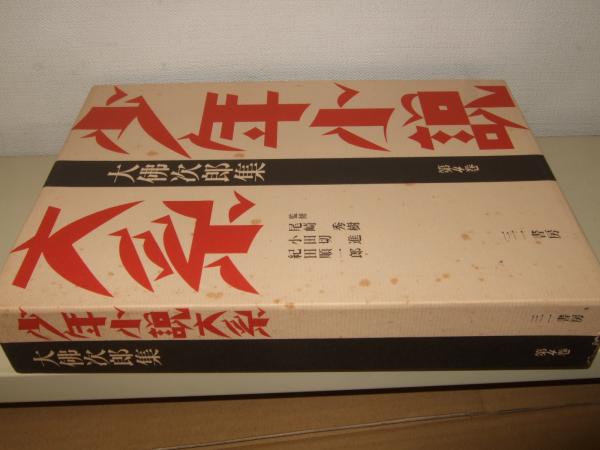 少年小説
大系
大佛次郎集
第4巻
監修
尾崎秀樹
小田切進
紀田順一郎
三一書房
少年小説大系
三一書房
大佛次郎集
第4巻